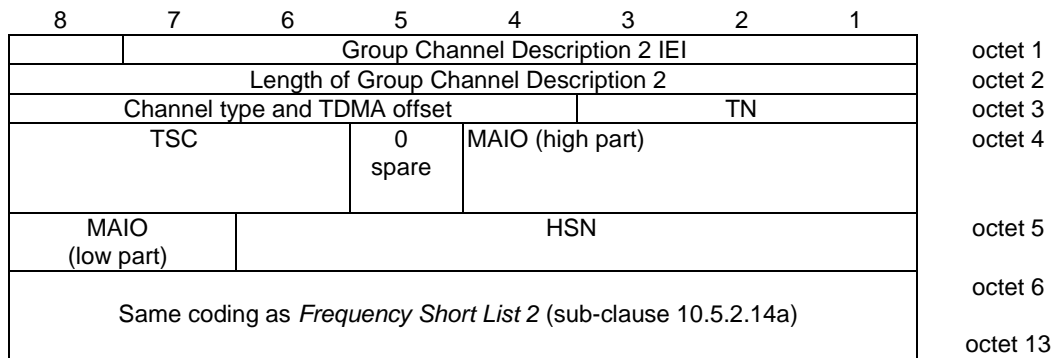 8 7 6 5 4 3 2 1
Group Channel Description 2 IEI octet 1
Length of Group Channel Description 2 octet 2
Channel type and TDMA offset TN octet 3
TSC 0 MAIO (high part) octet 4
spare
MAIO HSN octet 5
(low part)
octet 6
Same coding as Frequency Short List 2 (sub-clause 10.5.2.14a)
octet 13